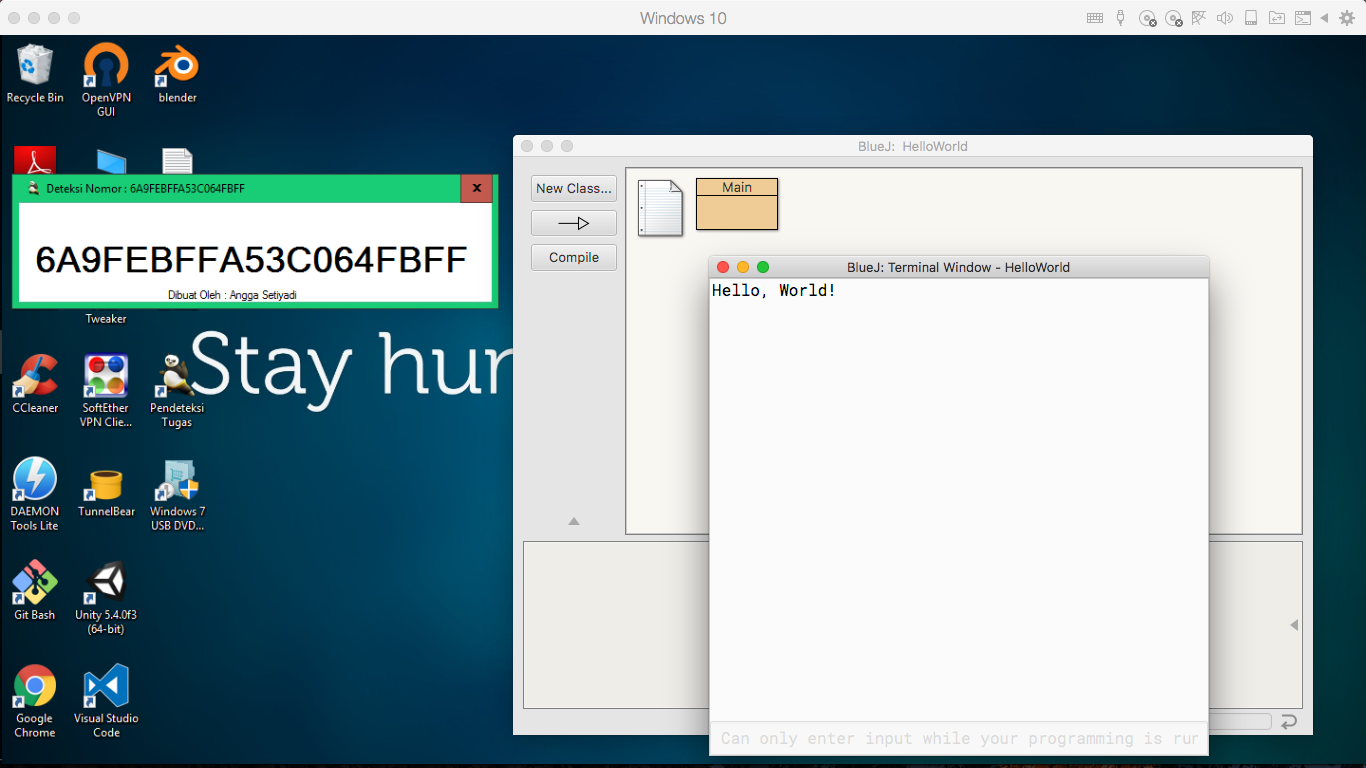 Windows 10
Recycle Bin
OpenVPN
GUI
blender
Deteksi Nomor : 6A9FEBFFA53C064FBFF
x
6A9FEBFFA53C064FBFF
Dibuat Oleh : Angga Setiyadi
Tweaker
Stay hun
CCleaner
SoftEther
VPN Clie...
Pendeteksi
Tugas
DAEMON
Tools Lite
TunnelBear
Windows 7
USB DVD...
Git Bash
Unity 5.4.0f3
(64-bit)
Google
Chrome
Visual Studio
Code
BlueJ: HelloWorld
New Class...
Compile
Main
BlueJ: Terminal Window - HelloWorld
Hello, World!
Can only enter input while your programming is rur